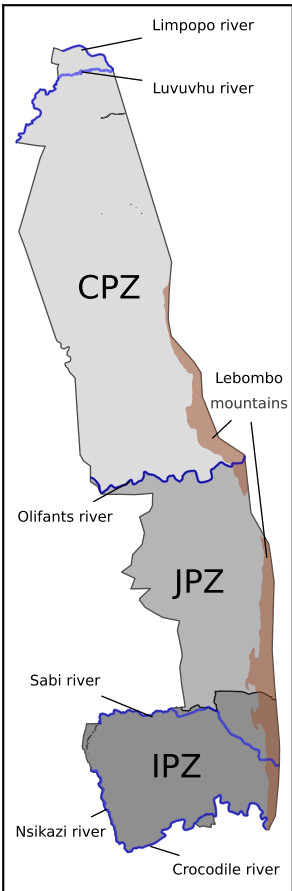 Limpopo river
Luvuvhu river
CPZ
Lebombo
mountains
Olifants river
JPZ
Sabi river
IPZ
Nsikazi river
Crocodile river